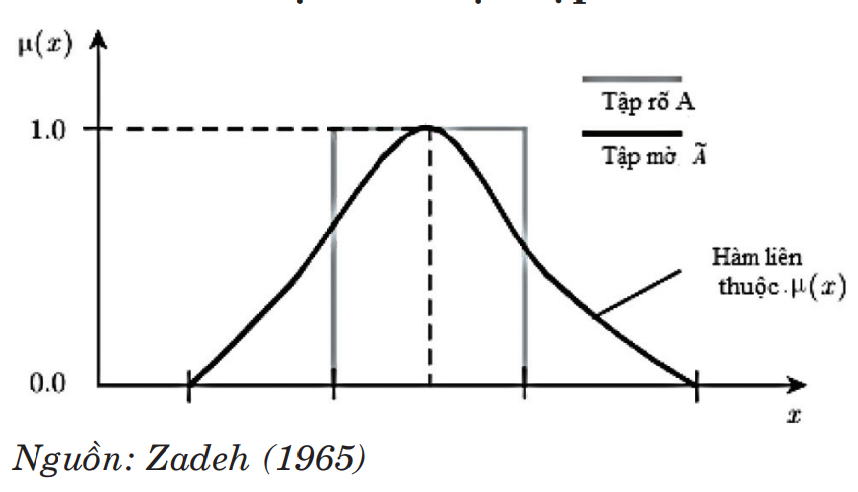 μ(x)
1.0
Tập rõ A
Tập mờ Ã
Hàm liên
thuộc μ(x)
0.0
x
Nguồn: Zadeh (1965)